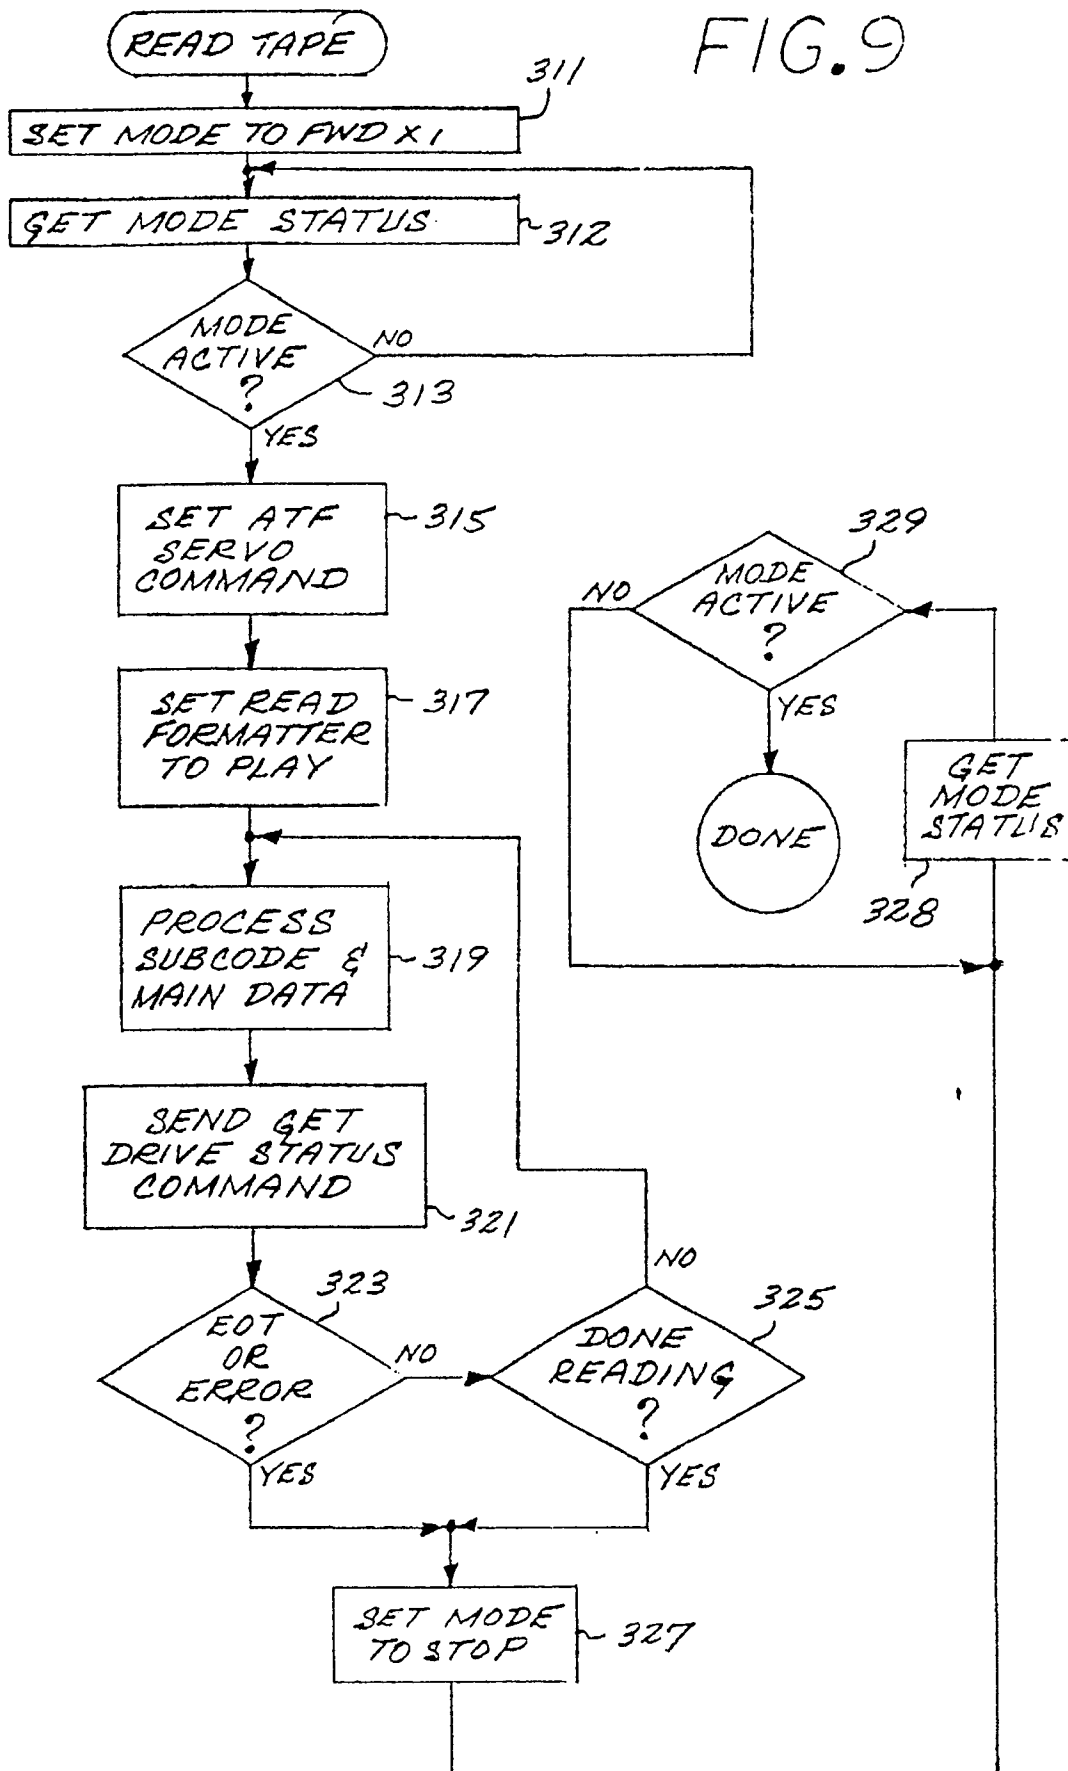 FIG. 9
READ TAPE
311
SET MODE TO FWD X 1
GET MODE STATUS
312
MODE
ACTIVE
?
NO
313
YES
SET ATF
SERVO
COMMAND
315
SET READ
FORMATTER
TO PLAY
317
PROCESS
SUBCODE &
MAIN DATA
319
SEND GET
DRIVE STATUS
COMMAND
321
EOT
OR
ERROR
?
323
NO
YES
DONE
READING
?
325
NO
YES
SET MODE
TO STOP
327
GET
MODE
STATUS
328
MODE
ACTIVE
?
329
NO
YES
DONE